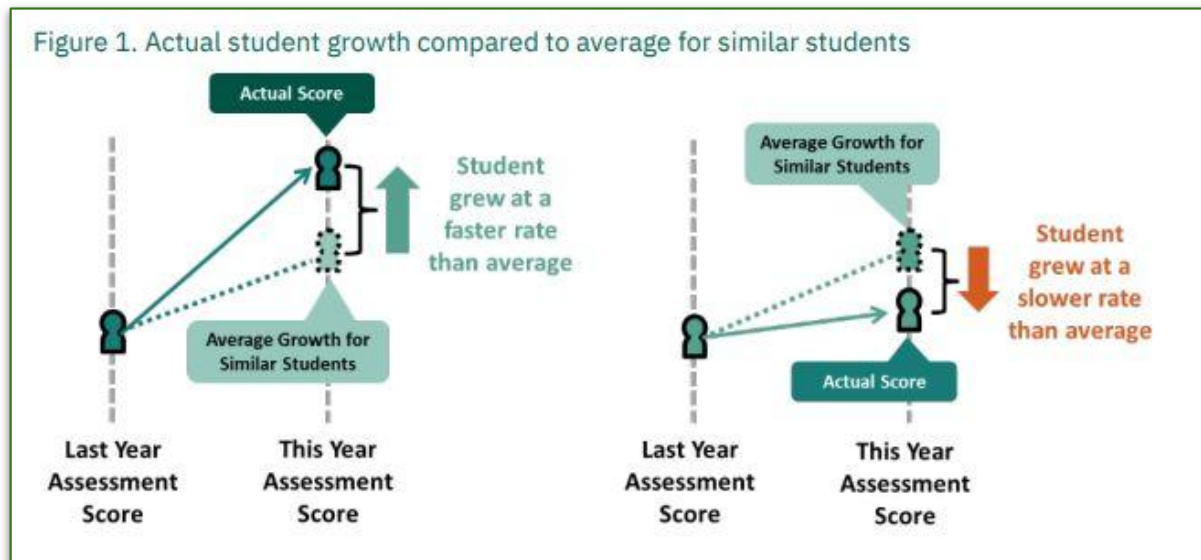 Figure 1. Actual student growth compared to average for similar students
Actual Score
Student
grew at a
faster rate
than average
Average Growth for
Similar Students
Last Year
Assessment
Score
This Year
Assessment
Score
Average Growth for
Similar Students
Student
grew at a
slower rate
than average
Actual Score
Last Year
Assessment
Score
This Year
Assessment
Score